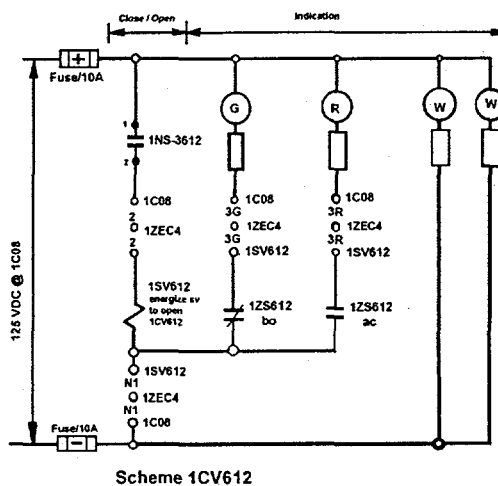 Close / Open
Indication
+
Fuse/10A
G
R
W
W
1
1NS-3612
2
1C08
2
1ZEC4
2
1C08
3G
1ZEC4
3G
1SV612
1C08
3R
1ZEC4
3R
1SV612
125 VDC @ 1C08
1SV612
energize sv
to open
1CV612
1ZS612
bo
1ZS612
ac
1SV612
N1
1ZEC4
N1
1C08
Fuse/10A
Scheme 1CV612